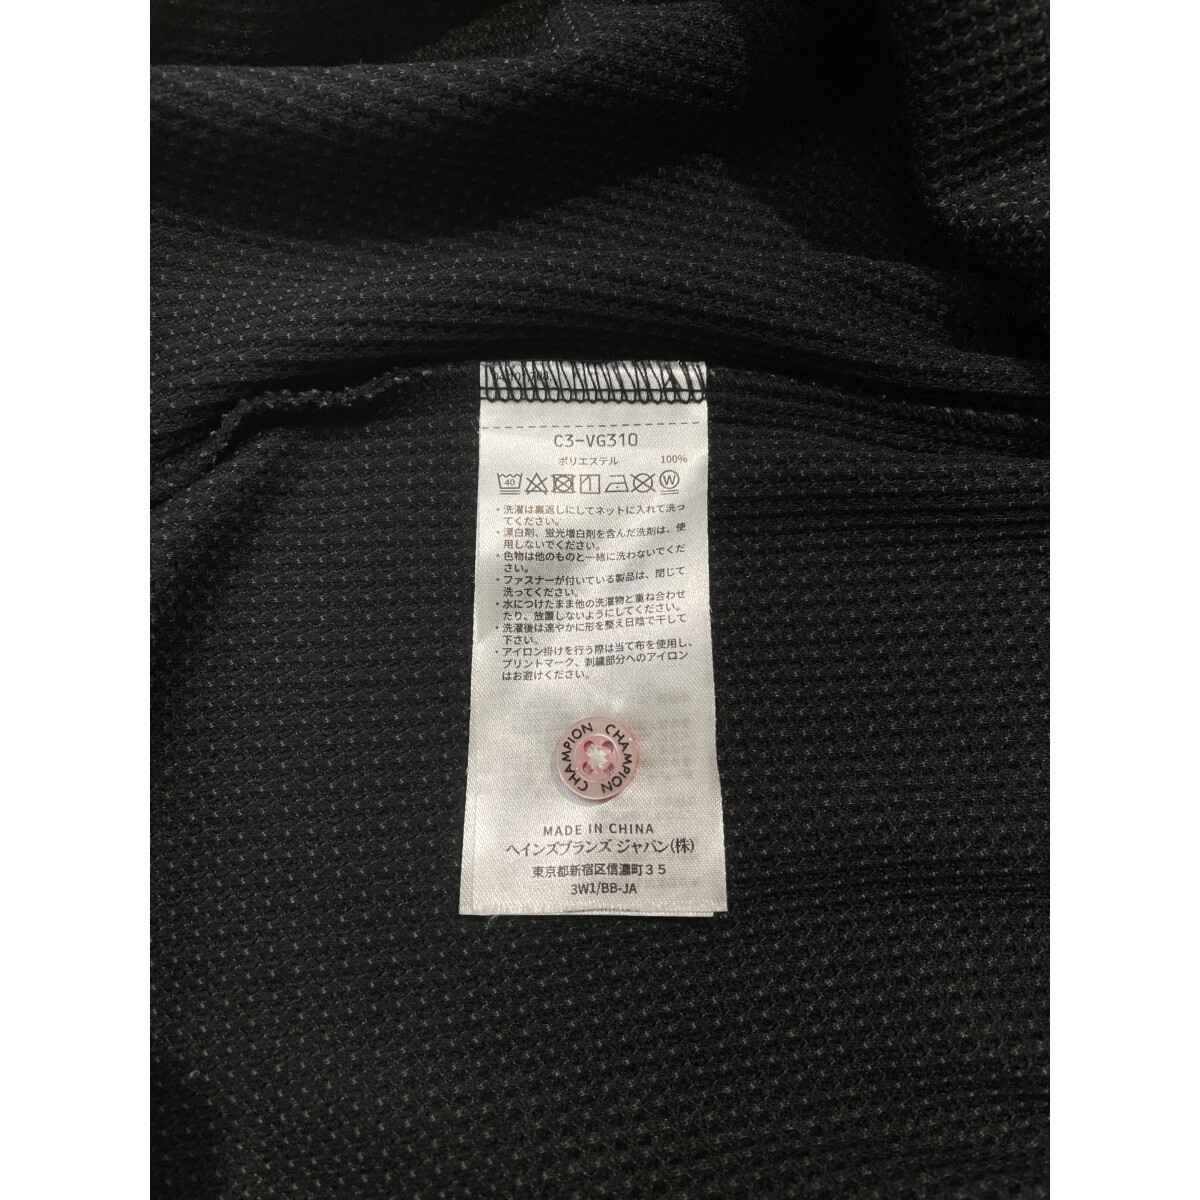 C3-VG310
ポリエステル 100%
40
W
・洗濯は裏返しにしてネットに入れて洗っ
てください。
・漂白剤、蛍光増白剤を含んだ洗剤は、使
用しないでください。
・色物は他のものと一緒に洗わないでくだ
さい。
・ファスナーが付いている製品は、閉じて
洗ってください。
・水につけたまま他の洗濯物と重ね合わせ
たり、放置しないようにしてください。
・洗濯後は速やかに形を整え日陰で干して
下さい。
・アイロン掛けを行う際は当て布を使用し、
プリントマーク、刺繍部分へのアイロン
はお避けください。
CHAMPION CHAMPION
MADE IN CHINA
ヘインズブランズ ジャパン(株)
東京都新宿区信濃町35
3W1/BB-JA